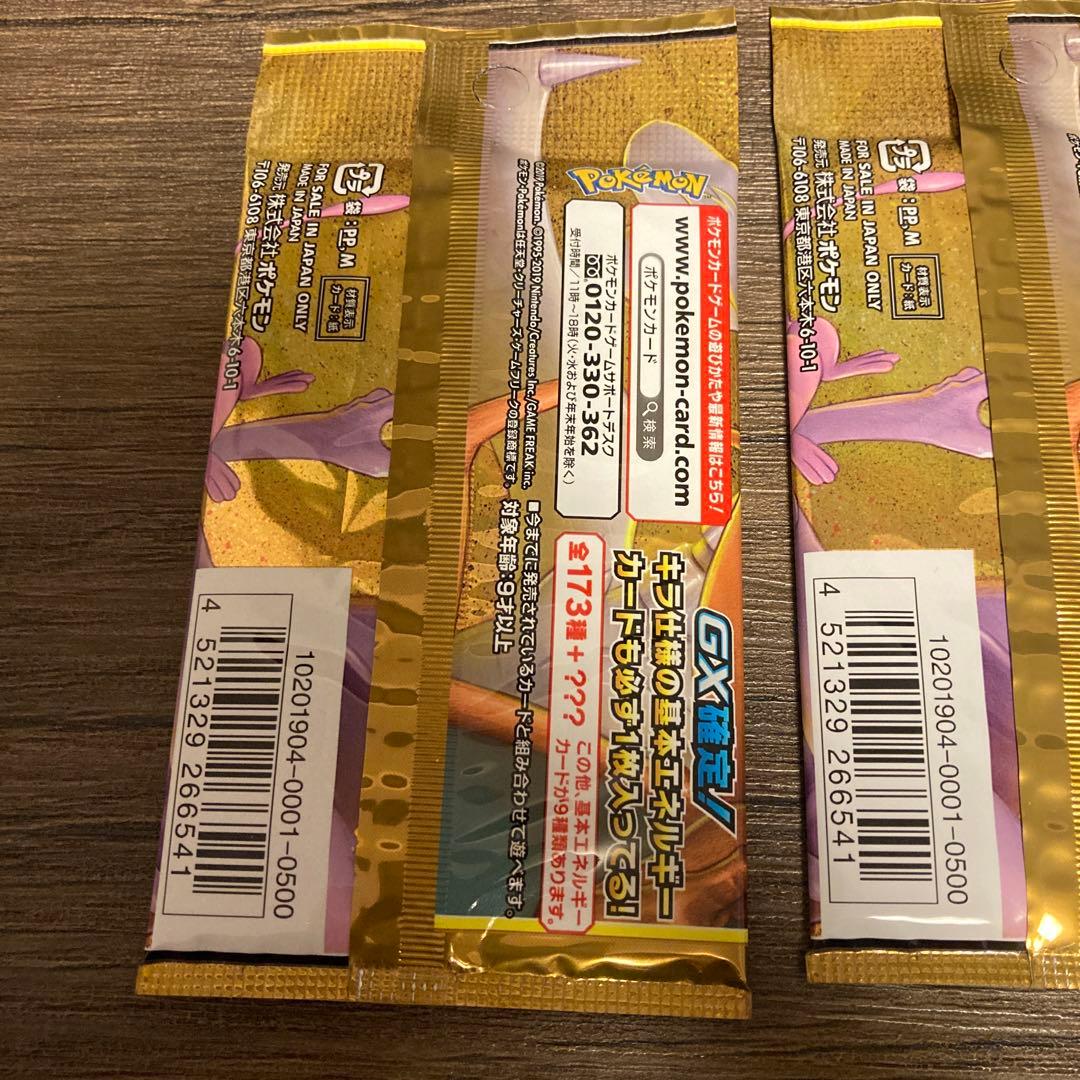 POKéMON
ポケモンカードゲームの遊びかたや最新情報はこちら!
www.pokemon-card.com
ポケモンカード 検索
ポケモンカードゲームサポートデスク
0120-330-362
受付時間/11時~18時(火・水および年末年始を除く)
©2019 Pokémon. ©1995-2019 Nintendo/Creatures Inc./GAME FREAK inc.
ポケモン・Pokémonは任天堂・クリーチャーズ・ゲームフリークの登録商標です。
GX確定!
キラ仕様の基本エネルギー
カードも必ず1枚入ってる!
全173種+???
この他、基本エネルギー
カードが9種類あります。
■今までに発売されているカードと組み合わせて遊べます。
対象年齢:9才以上
プラ
袋:PP,M
材質表示
カード:紙
FOR SALE IN JAPAN ONLY
MADE IN JAPAN
発売元 株式会社ポケモン
〒106-6108 東京都港区六本木6-10-1
10201904-0001-0500
4 521329 266541
プラ
袋:PP,M
材質表示
カード:紙
FOR SALE IN JAPAN ONLY
MADE IN JAPAN
発売元 株式会社ポケモン
〒106-6108 東京都港区六本木6-10-1
10201904-0001-0500
4 521329 266541